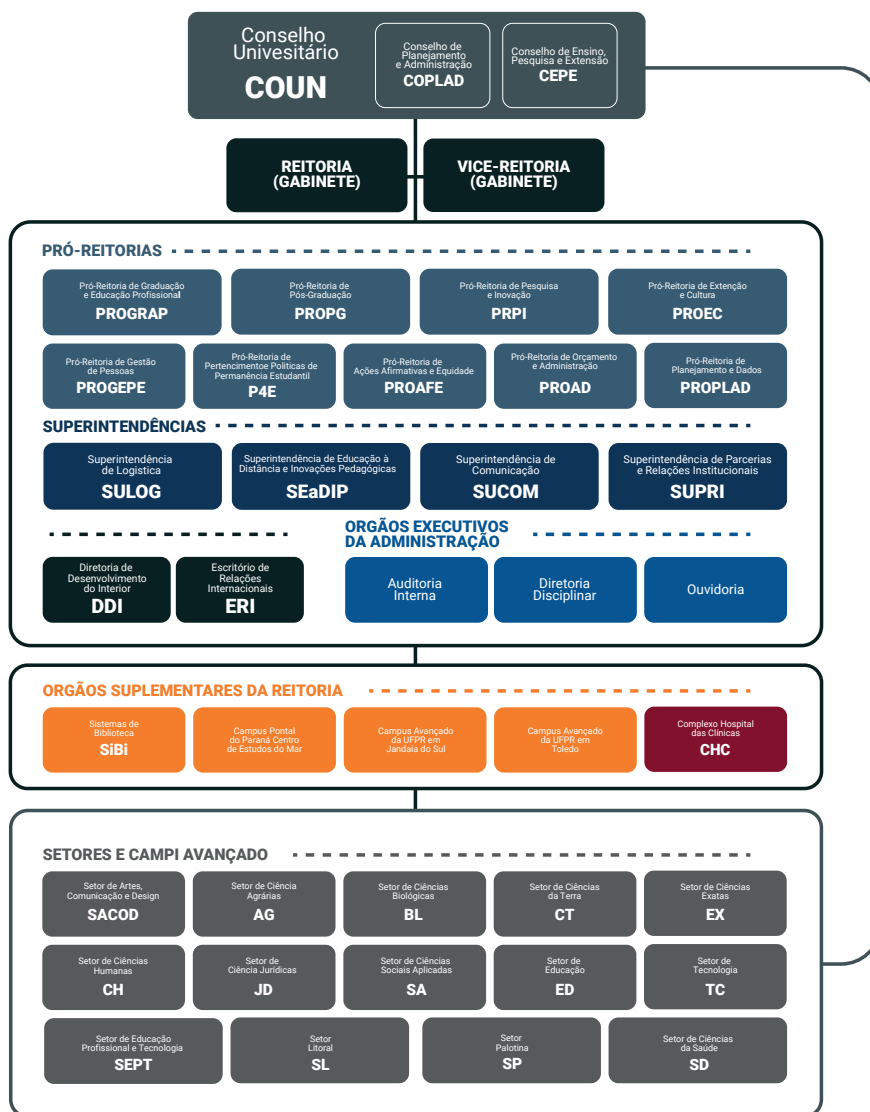 Conselho
Univesitário
COUN
Conselho de
Planejamento
e Administração
COPLAD
Conselho de Ensino,
Pesquisa e Extensão
CEPE
REITORIA
(GABINETE)
VICE-REITORIA
(GABINETE)
PRÓ-REITORIAS
Pró-Reitoria de Graduação
e Educação Profissional
PROGRAP
Pró-Reitoria de
Pós-Graduação
PROPG
Pró-Reitoria de Pesquisa
e Inovação
PRPI
Pró-Reitoria de Extenção
e Cultura
PROEC
Pró-Reitoria de Gestão
de Pessoas
PROGEPE
Pró-Reitoria de
Pertencimentoe Politicas de
Permanência Estudantil
P4E
Pró-Reitoria de
Ações Afirmativas e Equidade
PROAFE
Pró-Reitoria de Orçamento
e Administração
PROAD
Pró-Reitoria de
Planejamento e Dados
PROPLAD
SUPERINTENDÊNCIAS
Superintendência
de Logistica
SULOG
Superintendência de Educação à
Distância e Inovações Pedagógicas
SEaDIP
Superintendência de
Comunicação
SUCOM
Superintendência de Parcerias
e Relações Institucionais
SUPRI
Diretoria de
Desenvolvimento
do Interior
DDI
Escritório de
Relações
Internacionais
ERI
ORGÃOS EXECUTIVOS
DA ADMINISTRAÇÃO
Auditoria
Interna
Diretoria
Disciplinar
Ouvidoria
ORGÃOS SUPLEMENTARES DA REITORIA
Sistemas de
Biblioteca
SiBi
Campus Pontal
do Paraná Centro
de Estudos do Mar
Campus Avançado
da UFPR em
Jandaia do Sul
Campus Avançado
da UFPR em
Toledo
Complexo Hospital
das Clínicas
CHC
SETORES E CAMPI AVANÇADO
Setor de Artes,
Comunicação e Design
SACOD
Setor de Ciência
Agrárias
AG
Setor de Ciências
Biológicas
BL
Setor de Ciências
da Terra
CT
Setor de Ciências
Exatas
EX
Setor de Ciências
Humanas
CH
Setor de
Ciência Jurídicas
JD
Setor de Ciências
Sociais Aplicadas
SA
Setor de
Educação
ED
Setor de
Tecnologia
TC
Setor de Educação
Profissional e Tecnologia
SEPT
Setor
Litoral
SL
Setor
Palotina
SP
Setor de Ciências
da Saúde
SD